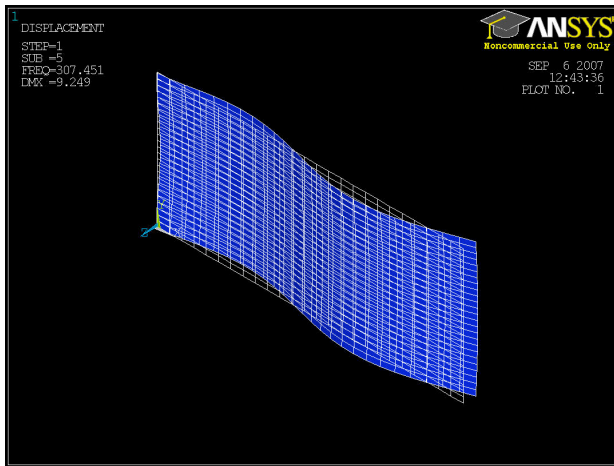 1
DISPLACEMENT
STEP=1
SUB =5
FREQ=307.451
DMX =9.249
ANSYS
Noncommercial Use Only
SEP 6 2007
12:43:36
PLOT NO. 1
Z